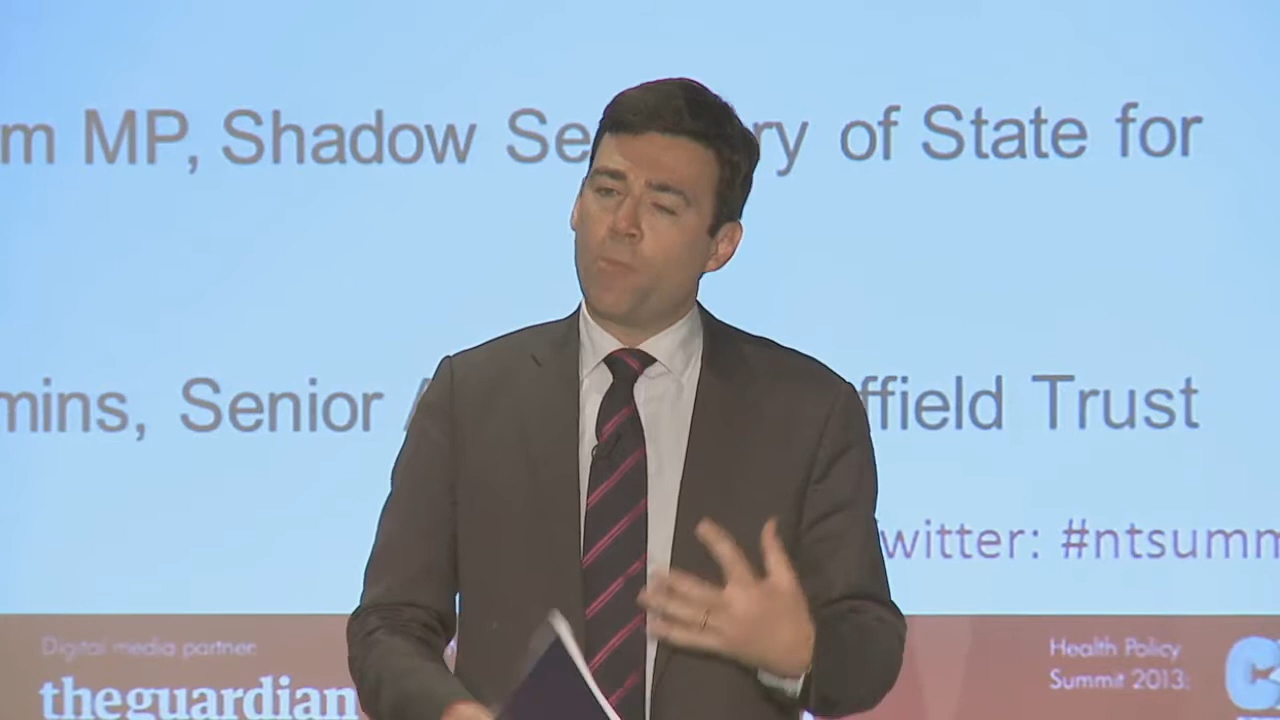 m MP, Shadow Se ry of State for
mins, Senior ffield Trust
witter: #ntsumm
Digital media partner:
theguardian
Health Policy
Summit 2013: